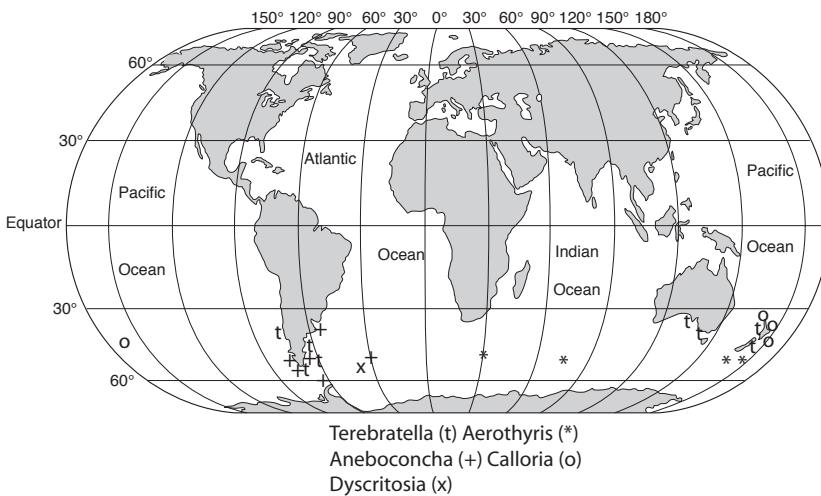 150° 120° 90° 60° 30° 0° 30° 60° 90° 120° 150° 180°
60°
30°
Atlantic
Pacific
Pacific
Equator
Ocean
Indian
Ocean
Ocean
Ocean
30°
o
t
+
t
o
t
o
t
t
o
t
+
+
t
+
+
t
+
x
+
*
*
*
*
60°
Terebratella (t) Aerothyris (*)
Aneboconcha (+) Calloria (o)
Dyscritosia (x)